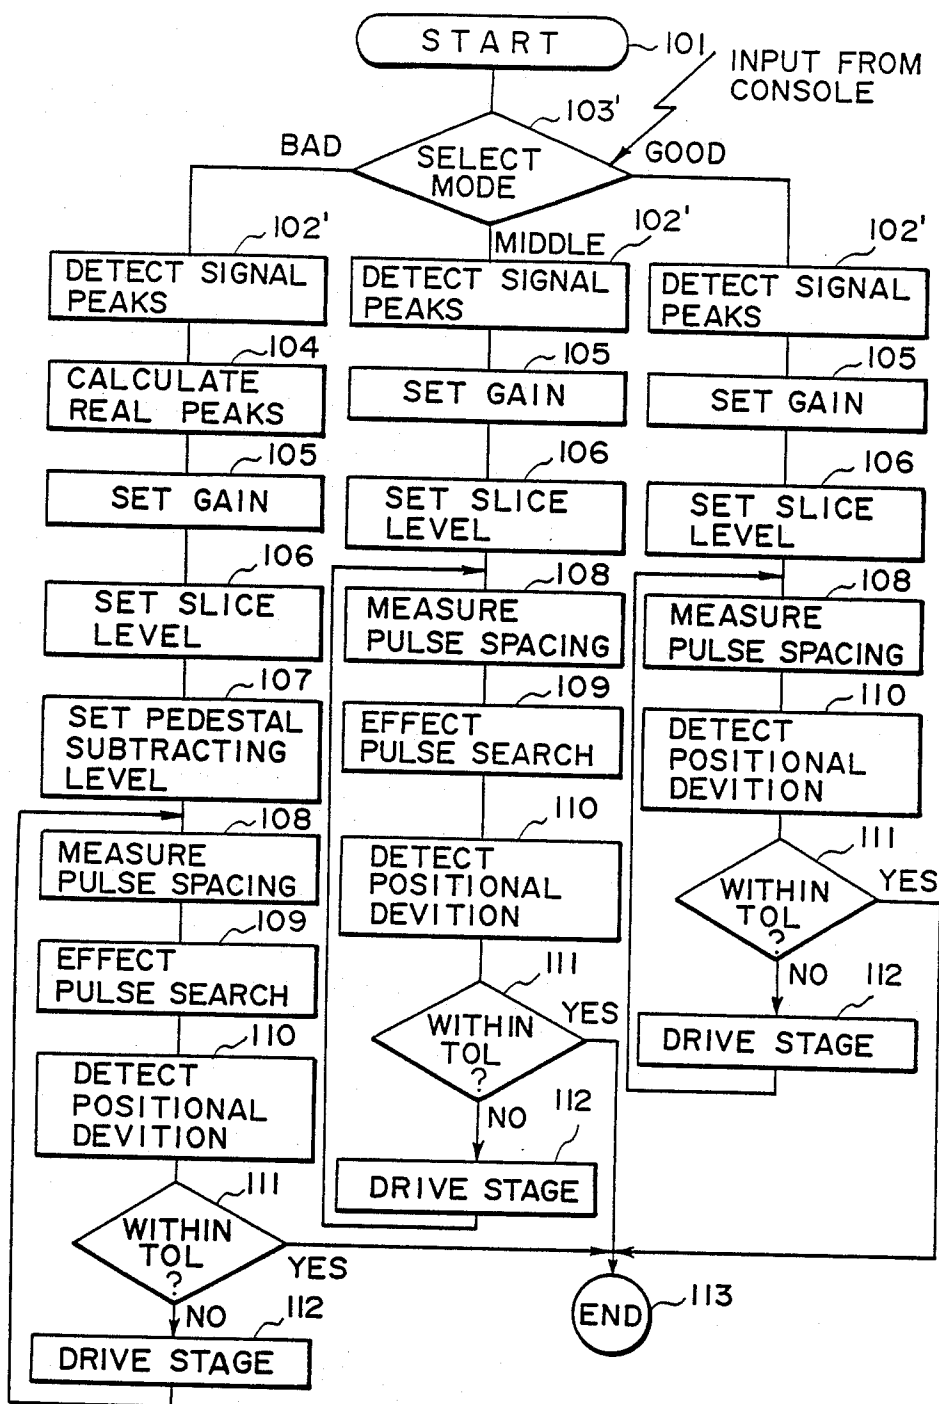 START
101
INPUT FROM
CONSOLE
103'
SELECT
MODE
BAD
MIDDLE
GOOD
102'
DETECT SIGNAL
PEAKS
104
CALCULATE
REAL PEAKS
105
SET GAIN
106
SET SLICE
LEVEL
107
SET PEDESTAL
SUBTRACTING
LEVEL
108
MEASURE
PULSE SPACING
109
EFFECT
PULSE SEARCH
110
DETECT
POSITIONAL
DEVITION
111
WITHIN
TOL
?
YES
NO
112
DRIVE STAGE
102'
DETECT SIGNAL
PEAKS
105
SET GAIN
106
SET SLICE
LEVEL
108
MEASURE
PULSE SPACING
109
EFFECT
PULSE SEARCH
110
DETECT
POSITIONAL
DEVITION
111
WITHIN
TOL
?
YES
NO
112
DRIVE STAGE
102'
DETECT SIGNAL
PEAKS
105
SET GAIN
106
SET SLICE
LEVEL
108
MEASURE
PULSE SPACING
110
DETECT
POSITIONAL
DEVITION
111
WITHIN
TOL
?
YES
NO
112
DRIVE STAGE
END
113